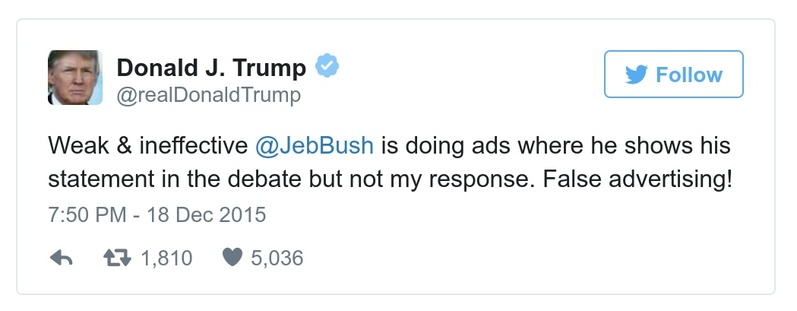 Donald J. Trump
@realDonaldTrump
Follow
Weak & ineffective @JebBush is doing ads where he shows his
statement in the debate but not my response. False advertising!
7:50 PM - 18 Dec 2015
1,810 5,036